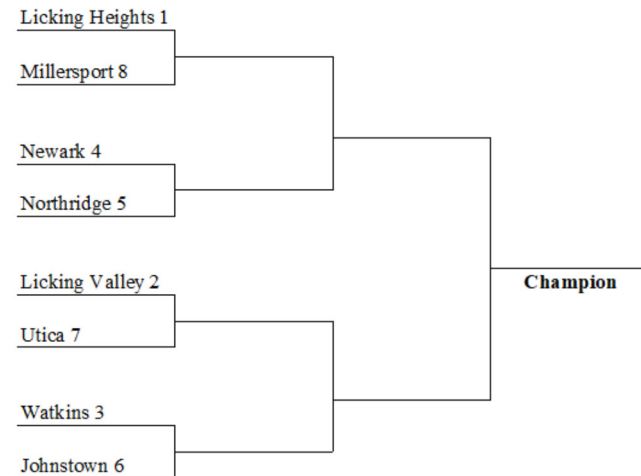 Licking Heights 1
Millersport 8
Newark 4
Northridge 5
Licking Valley 2
Champion
Utica 7
Watkins 3
Johnstown 6